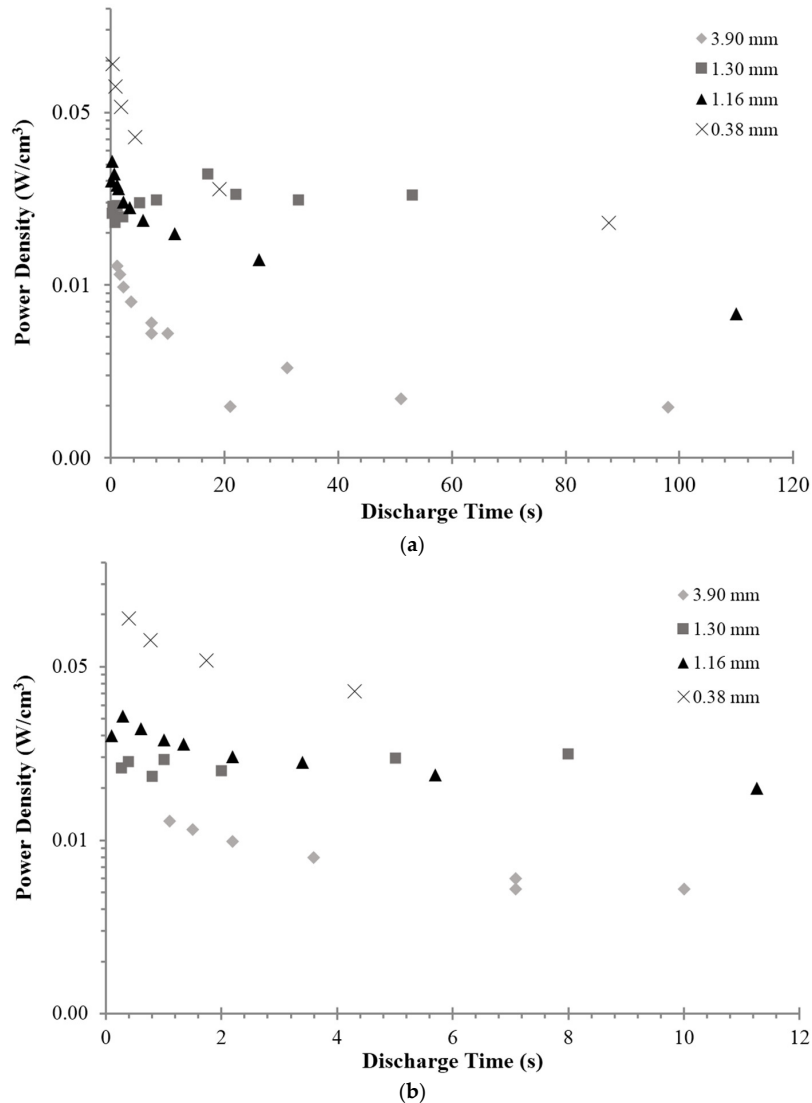 3.90 mm
1.30 mm
1.16 mm
0.38 mm
Power Density (W/cm³)
0.05
0.01
0.00
0 20 40 60 80 100 120
Discharge Time (s)
(a)
3.90 mm
1.30 mm
1.16 mm
0.38 mm
Power Density (W/cm³)
0.05
0.01
0.00
0 2 4 6 8 10 12
Discharge Time (s)
(b)